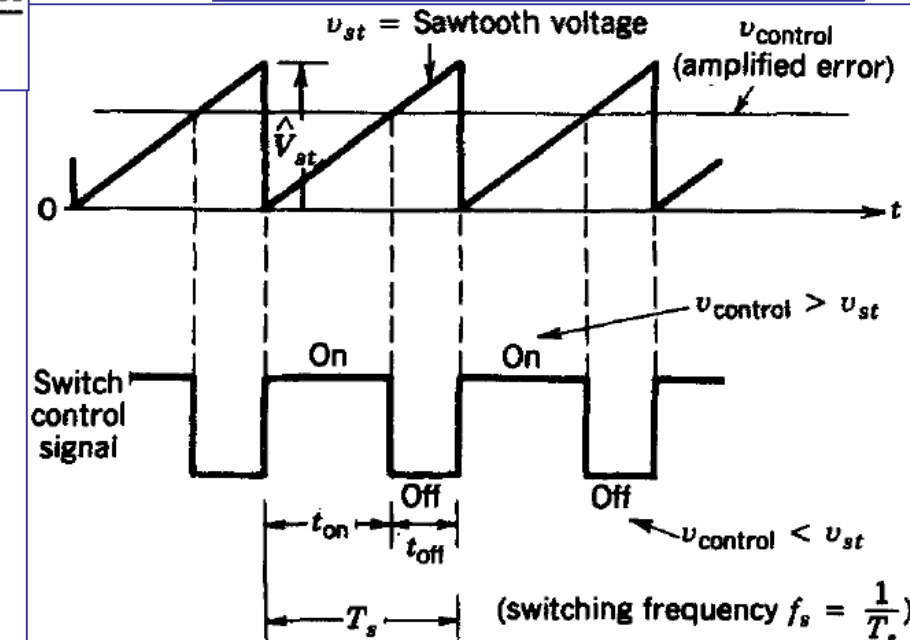 v_st = Sawtooth voltage
v_control
(amplified error)
V̂_st
0
t
v_control > v_st
On
On
Switch
control
signal
Off
Off
t_on
t_off
v_control < v_st
T_s
(switching frequency f_s = 1/T_s)